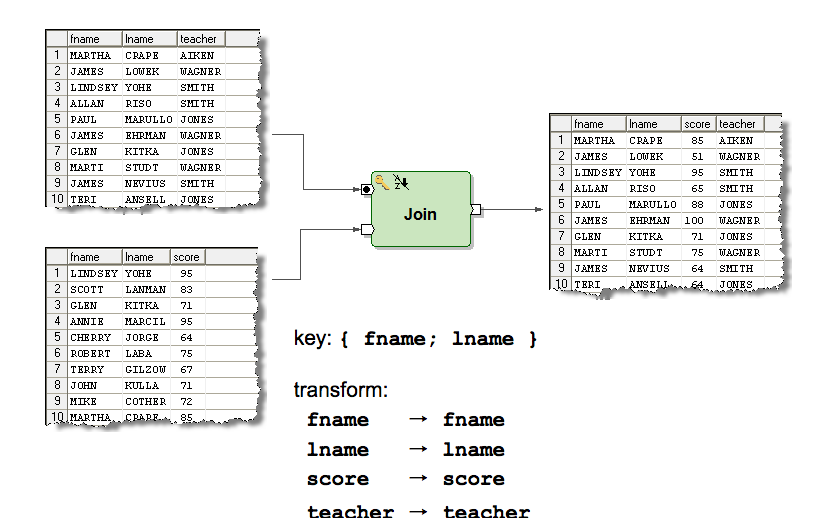 fname lname teacher
1 MARTHA CRAPE AIKEN
2 JAMES LOWEK WAGNER
3 LINDSEY YOHE SMITH
4 ALLAN RISO SMITH
5 PAUL MARULLO JONES
6 JAMES EHRMAN WAGNER
7 GLEN KITKA JONES
8 MARTI STUDT WAGNER
9 JAMES NEVIUS SMITH
10 TERI ANSELL JONES
fname lname score
1 LINDSEY YOHE 95
2 SCOTT LANMAN 83
3 GLEN KITKA 71
4 ANNIE MARCIL 95
5 CHERRY JORGE 64
6 ROBERT LABA 75
7 TERRY GILZOW 67
8 JOHN KULLA 71
9 MIKE COTHER 72
10 MARTHA CRAPE 85
A
Z
Join
fname lname score teacher
1 MARTHA CRAPE 85 AIKEN
2 JAMES LOWEK 51 WAGNER
3 LINDSEY YOHE 95 SMITH
4 ALLAN RISO 65 SMITH
5 PAUL MARULLO 88 JONES
6 JAMES EHRMAN 100 WAGNER
7 GLEN KITKA 71 JONES
8 MARTI STUDT 75 WAGNER
9 JAMES NEVIUS 64 SMITH
10 TERI ANSELL 64 JONES
key: { fname; lname }
transform:
fname → fname
lname → lname
score → score
teacher → teacher